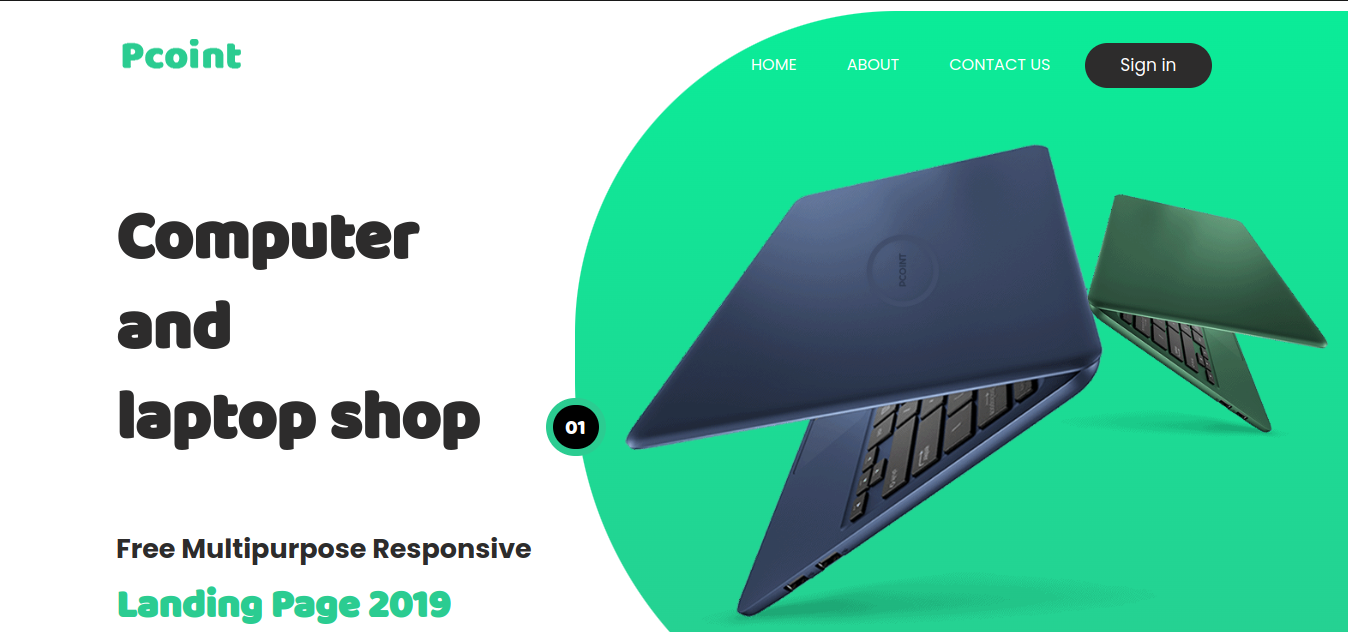 Pcoint
HOME ABOUT CONTACT US Sign in
Computer
and
laptop shop
01
PCOINT
Free Multipurpose Responsive
Landing Page 2019